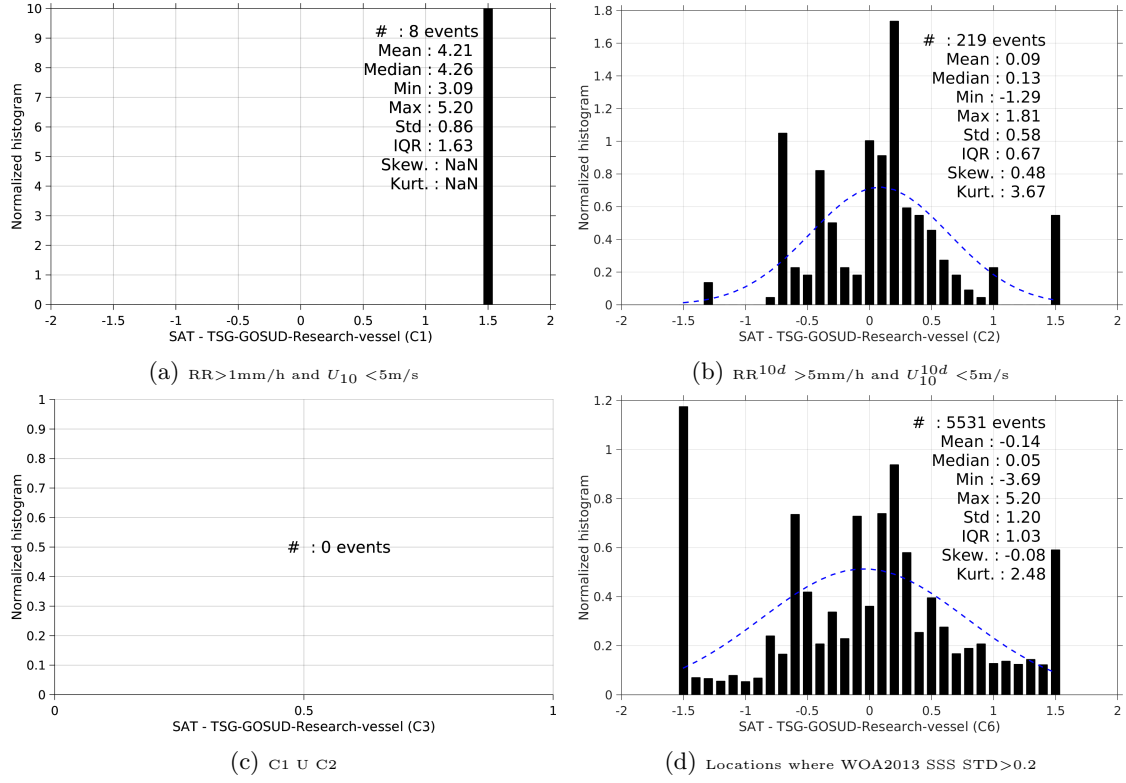 10
9
8
7
6
5
4
3
2
1
0
Normalized histogram
# : 8 events
Mean : 4.21
Median : 4.26
Min : 3.09
Max : 5.20
Std : 0.86
IQR : 1.63
Skew. : NaN
Kurt. : NaN
-2 -1.5 -1 -0.5 0 0.5 1 1.5 2
SAT - TSG-GOSUD-Research-vessel (C1)
(a) RR>1mm/h and U10 <5m/s
1.8
1.6
1.4
1.2
1
0.8
0.6
0.4
0.2
0
Normalized histogram
# : 219 events
Mean : 0.09
Median : 0.13
Min : -1.29
Max : 1.81
Std : 0.58
IQR : 0.67
Skew. : 0.48
Kurt. : 3.67
-2 -1.5 -1 -0.5 0 0.5 1 1.5 2
SAT - TSG-GOSUD-Research-vessel (C2)
(b) RR^10d >5mm/h and U10^10d <5m/s
1
0.9
0.8
0.7
0.6
0.5
0.4
0.3
0.2
0.1
0
Normalized histogram
# : 0 events
0 0.5 1
SAT - TSG-GOSUD-Research-vessel (C3)
(c) C1 U C2
1.2
1
0.8
0.6
0.4
0.2
0
Normalized histogram
# : 5531 events
Mean : -0.14
Median : 0.05
Min : -3.69
Max : 5.20
Std : 1.20
IQR : 1.03
Skew. : -0.08
Kurt. : 2.48
-2 -1.5 -1 -0.5 0 0.5 1 1.5 2
SAT - TSG-GOSUD-Research-vessel (C6)
(d) Locations where WOA2013 SSS STD>0.2